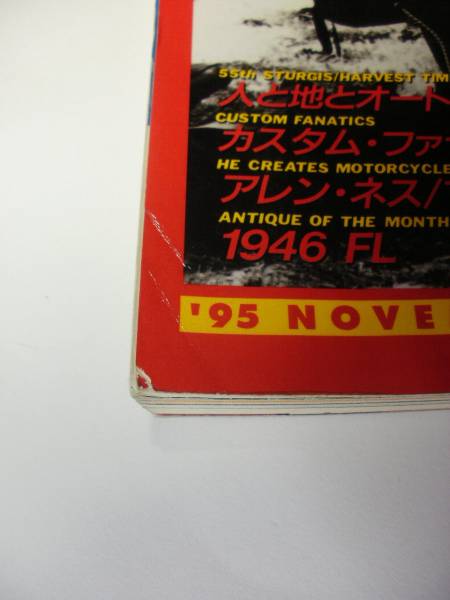 55th STURGIS/HARVEST TIM
人と地とオート
CUSTOM FANATICS
カスタム・ファ
HE CREATES MOTORCYCLE
アレン・ネス/
ANTIQUE OF THE MONTH
1946 FL
'95 NOVE